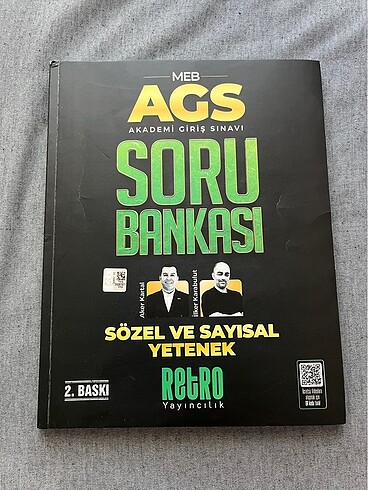 MEB
AGS
AKADEMİ GİRİŞ SINAVI
SORU
BANKASI
Aker Kartal
İlker Karabulut
SÖZEL VE SAYISAL
YETENEK
2. BASKI
RETRO
Yayıncılık